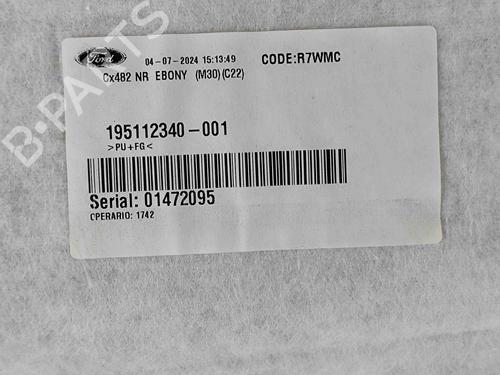 Ford
04-07-2024 15:13:49
CODE:R7WMC
Cx482 NR EBONY (M30)(C22)
195112340-001
>PU+FG<
Serial: 01472095
OPERARIO: 1742
B-PARTS